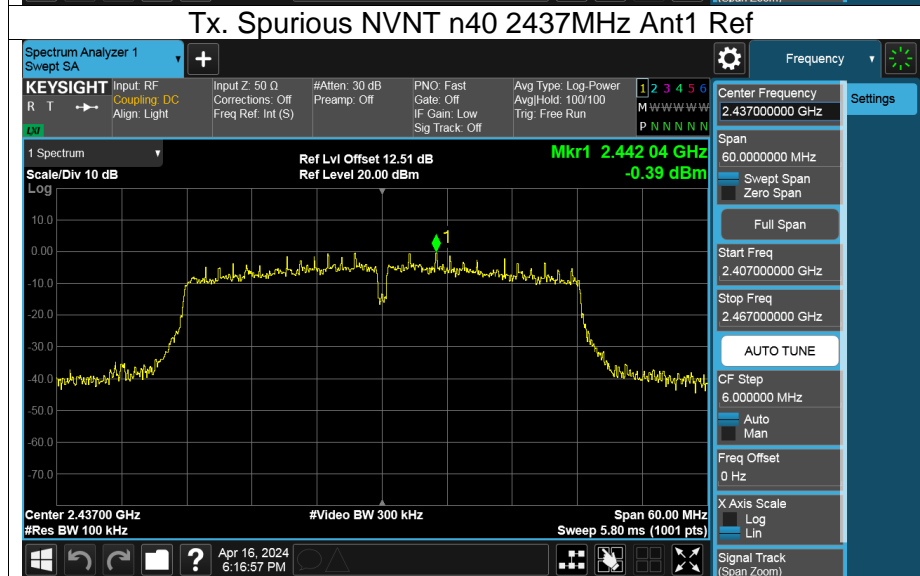 (Span Zoom)
Tx. Spurious NVNT n40 2437MHz Ant1 Ref
Spectrum Analyzer 1
Swept SA
+
Frequency
KEYSIGHT
R T
LXI
Input: RF
Coupling: DC
Align: Light
Input Z: 50 Ω
Corrections: Off
Freq Ref: Int (S)
#Atten: 30 dB
Preamp: Off
PNO: Fast
Gate: Off
IF Gain: Low
Sig Track: Off
Avg Type: Log-Power
Avg|Hold: 100/100
Trig: Free Run
1 2 3 4 5 6
M W W W W W
P N N N N N
1 Spectrum
Scale/Div 10 dB
Log
Ref Lvl Offset 12.51 dB
Ref Level 20.00 dBm
Mkr1 2.442 04 GHz
-0.39 dBm
10.0
0.00
-10.0
-20.0
-30.0
-40.0
-50.0
-60.0
-70.0
1
Center 2.43700 GHz
#Res BW 100 kHz
#Video BW 300 kHz
Span 60.00 MHz
Sweep 5.80 ms (1001 pts)
Center Frequency
2.437000000 GHz
Settings
Span
60.0000000 MHz
Swept Span
Zero Span
Full Span
Start Freq
2.407000000 GHz
Stop Freq
2.467000000 GHz
AUTO TUNE
CF Step
6.000000 MHz
Auto
Man
Freq Offset
0 Hz
X Axis Scale
Log
Lin
Signal Track
(Span Zoom)
?
Apr 16, 2024
6:16:57 PM